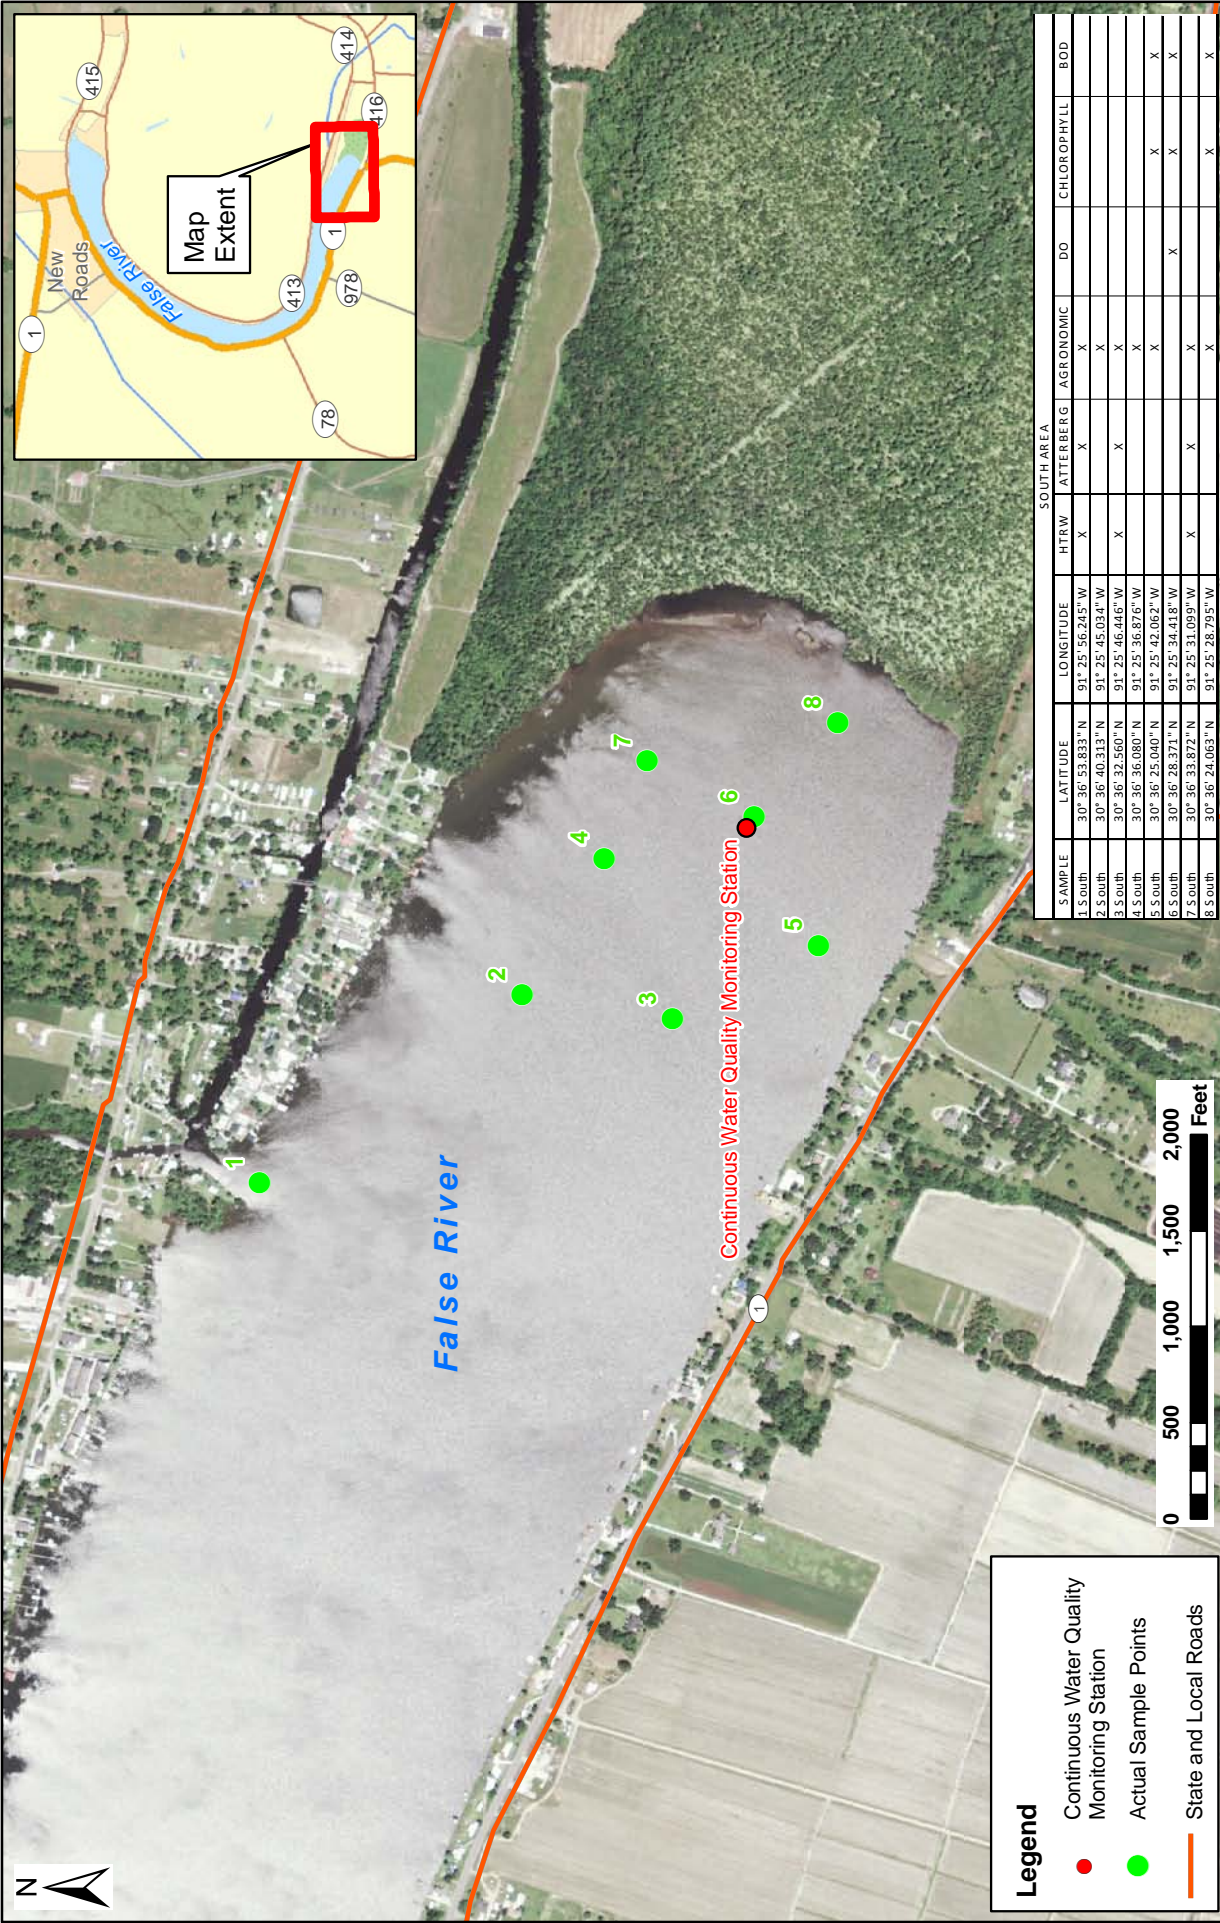 N
False River
1
2
3
4
5
6
7
8
Continuous Water Quality Monitoring Station
1
1
New
Roads
415
False River
Map
Extent
414
416
413
1
978
78
Legend
Continuous Water Quality
Monitoring Station
Actual Sample Points
State and Local Roads
0 500 1,000 1,500 2,000
Feet
SOUTH AREA
SAMPLE LATITUDE LONGITUDE HTRW ATTERBERG AGRONOMIC DO CHLOROPHYLL BOD
1 South 30° 36' 53.833" N 91° 25' 56.245" W X X X
2 South 30° 36' 40.313" N 91° 25' 45.034" W X
3 South 30° 36' 32.560" N 91° 25' 46.446" W X X X
4 South 30° 36' 36.080" N 91° 25' 36.876" W X
5 South 30° 36' 25.040" N 91° 25' 42.062" W X X X
6 South 30° 36' 28.371" N 91° 25' 34.418" W X X X
7 South 30° 36' 33.872" N 91° 25' 31.099" W X X X
8 South 30° 36' 24.063" N 91° 25' 28.795" W X X X